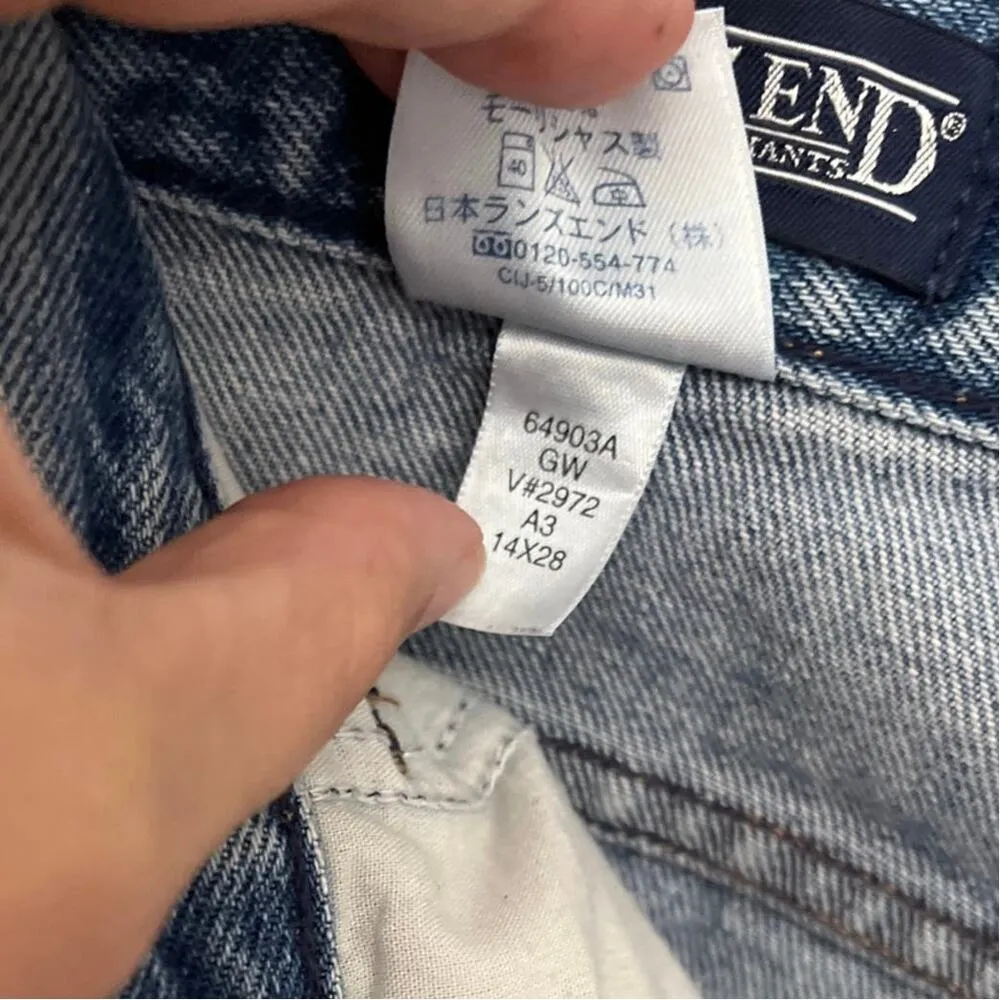 モーリシャス製
40
日本ランズエンド(株)
0120-554-774
CIJ-5/100C/M31
END®
64903A
GW
V#2972
A3
14X28